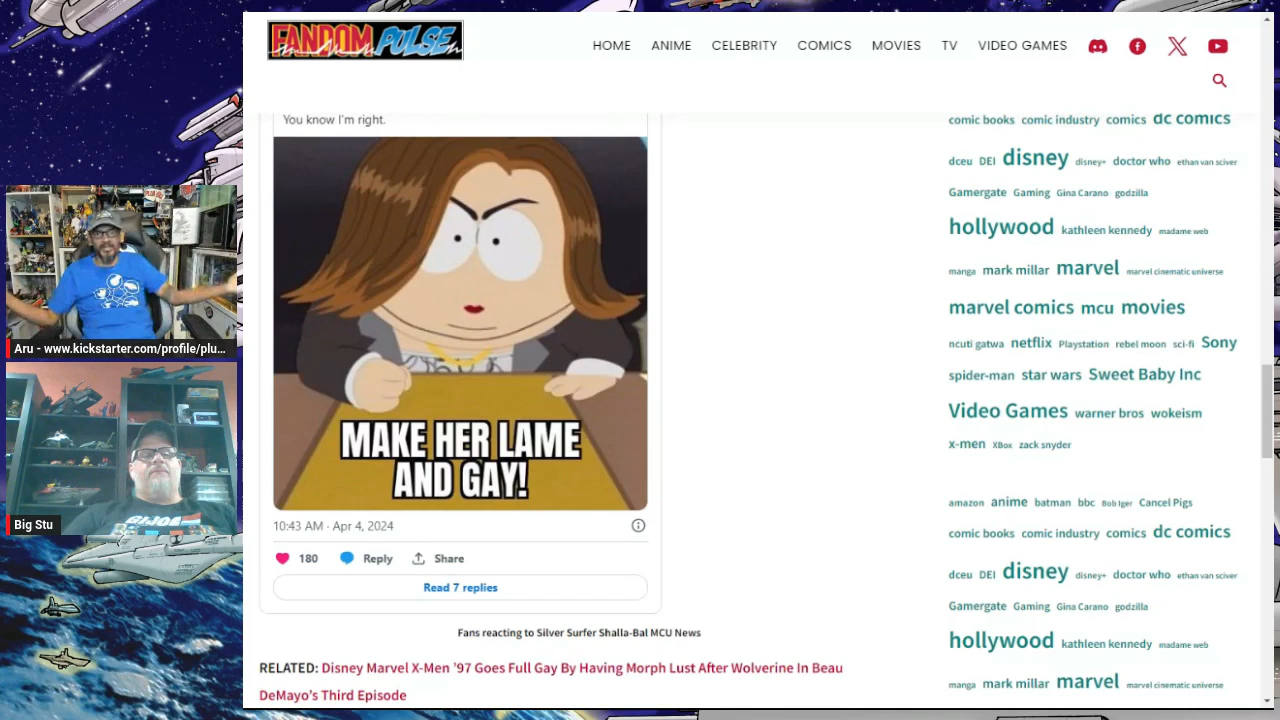 FANDOM PULSE
HOME ANIME CELEBRITY COMICS MOVIES TV VIDEO GAMES
You know I'm right.
MAKE HER LAME
AND GAY!
10:43 AM · Apr 4, 2024
180 Reply Share
Read 7 replies
Fans reacting to Silver Surfer Shalla-Bal MCU News
RELATED: Disney Marvel X-Men '97 Goes Full Gay By Having Morph Lust After Wolverine In Beau
DeMayo's Third Episode
comic books comic industry comics dc comics
dceu DEI disney disney+ doctor who ethan van sciver
Gamergate Gaming Gina Carano godzilla
hollywood kathleen kennedy madame web
manga mark millar marvel marvel cinematic universe
marvel comics mcu movies
ncuti gatwa netflix Playstation rebel moon sci-fi Sony
spider-man star wars Sweet Baby Inc
Video Games warner bros wokeism
x-men XBox zack snyder
amazon anime batman bbc Bob Iger Cancel Pigs
comic books comic industry comics dc comics
dceu DEI disney disney+ doctor who ethan van sciver
Gamergate Gaming Gina Carano godzilla
hollywood kathleen kennedy madame web
manga mark millar marvel marvel cinematic universe
Aru - www.kickstarter.com/profile/plu...
Big Stu